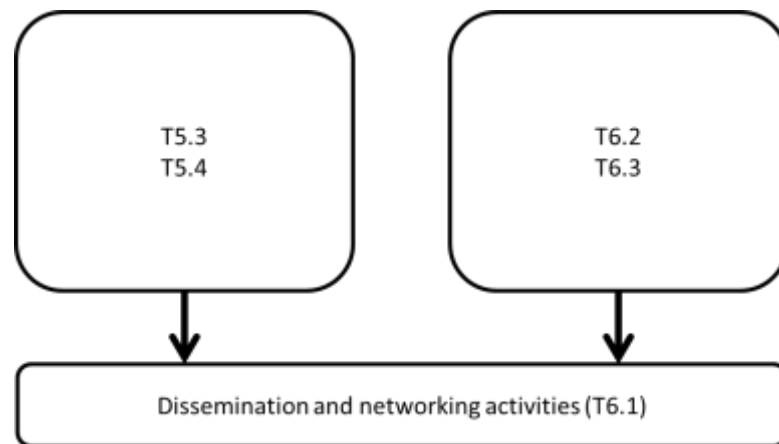 T5.3
T5.4
T6.2
T6.3
Dissemination and networking activities (T6.1)